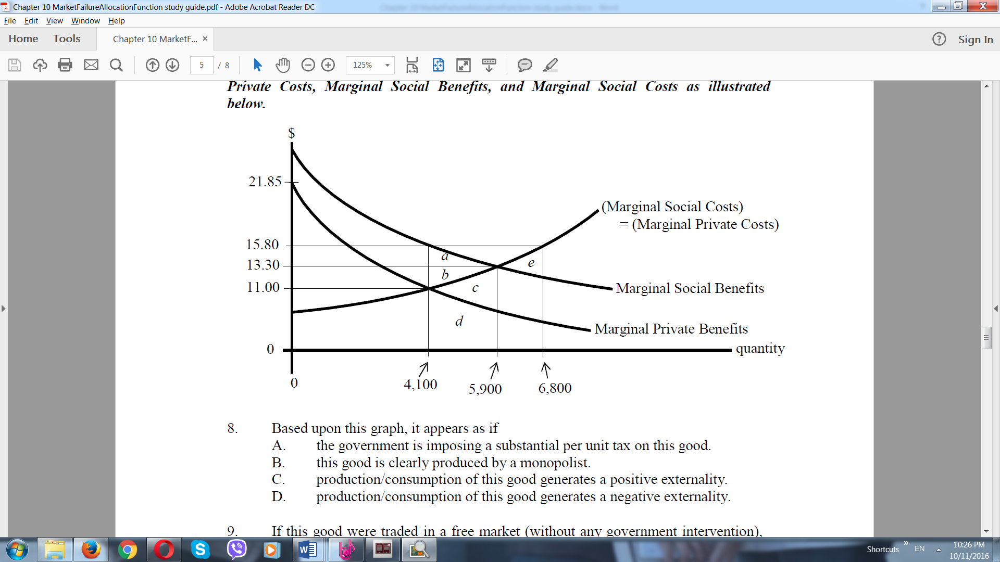 Chapter 10 MarketFailureAllocationFunction study guide.pdf - Adobe Acrobat Reader DC
File Edit View Window Help
Home Tools Chapter 10 MarketF... × ? Sign In
5 / 8 125%
Private Costs, Marginal Social Benefits, and Marginal Social Costs as illustrated
below.
$
21.85
(Marginal Social Costs)
= (Marginal Private Costs)
15.80
a
e
13.30
b
11.00
c
Marginal Social Benefits
d
Marginal Private Benefits
0
quantity
0
4,100
5,900
6,800
8. Based upon this graph, it appears as if
A. the government is imposing a substantial per unit tax on this good.
B. this good is clearly produced by a monopolist.
C. production/consumption of this good generates a positive externality.
D. production/consumption of this good generates a negative externality.
9. If this good were traded in a free market (without any government intervention),
Shortcuts » EN 10:26 PM
10/11/2016